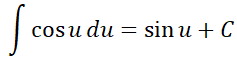 ∫ cos u du = sin u + C